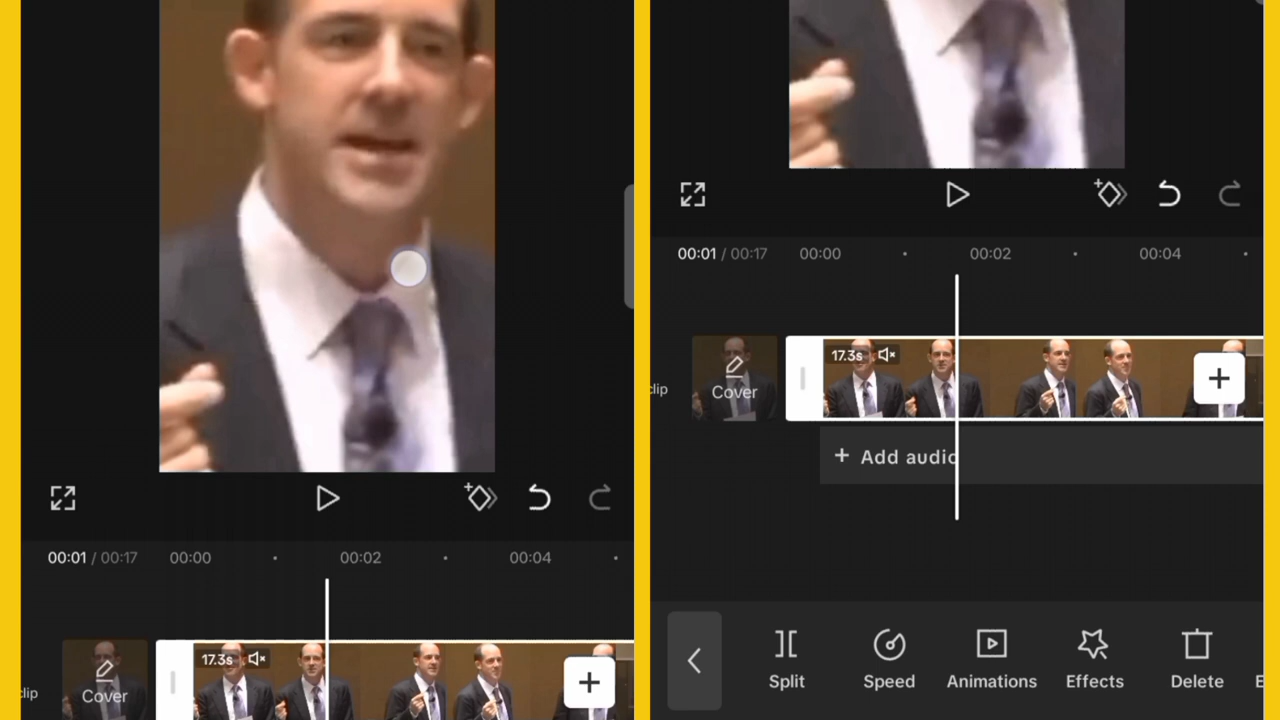 00:01 / 00:17 00:00 00:02 00:04
17.3s
clip
Cover
00:01 / 00:17 00:00 00:02 00:04
17.3s
clip
Cover
+ Add audio
Split Speed Animations Effects Delete E